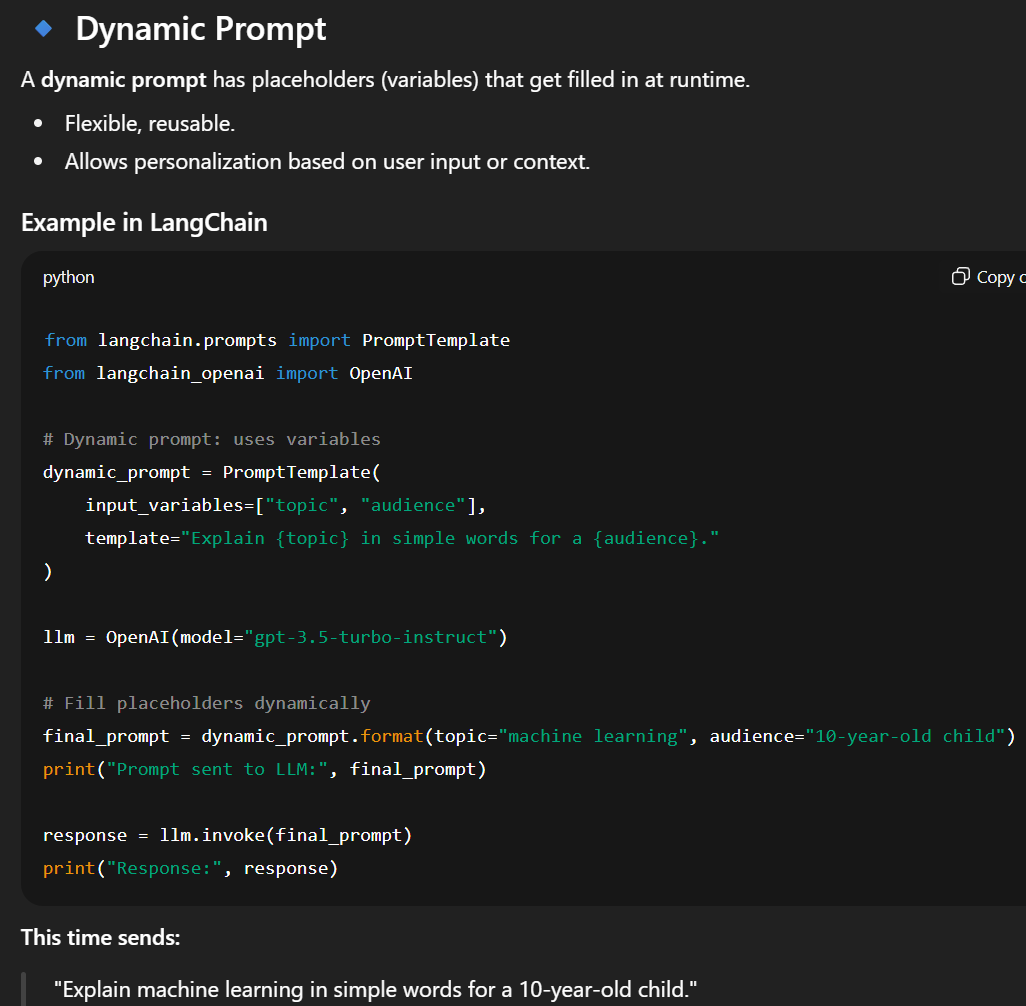 Dynamic Prompt
A dynamic prompt has placeholders (variables) that get filled in at runtime.
• Flexible, reusable.
• Allows personalization based on user input or context.
Example in LangChain
python
Copy c
from langchain.prompts import PromptTemplate
from langchain_openai import OpenAI
# Dynamic prompt: uses variables
dynamic_prompt = PromptTemplate(
    input_variables=["topic", "audience"],
    template="Explain {topic} in simple words for a {audience}."
)
llm = OpenAI(model="gpt-3.5-turbo-instruct")
# Fill placeholders dynamically
final_prompt = dynamic_prompt.format(topic="machine learning", audience="10-year-old child")
print("Prompt sent to LLM:", final_prompt)
response = llm.invoke(final_prompt)
print("Response:", response)
This time sends:
"Explain machine learning in simple words for a 10-year-old child."